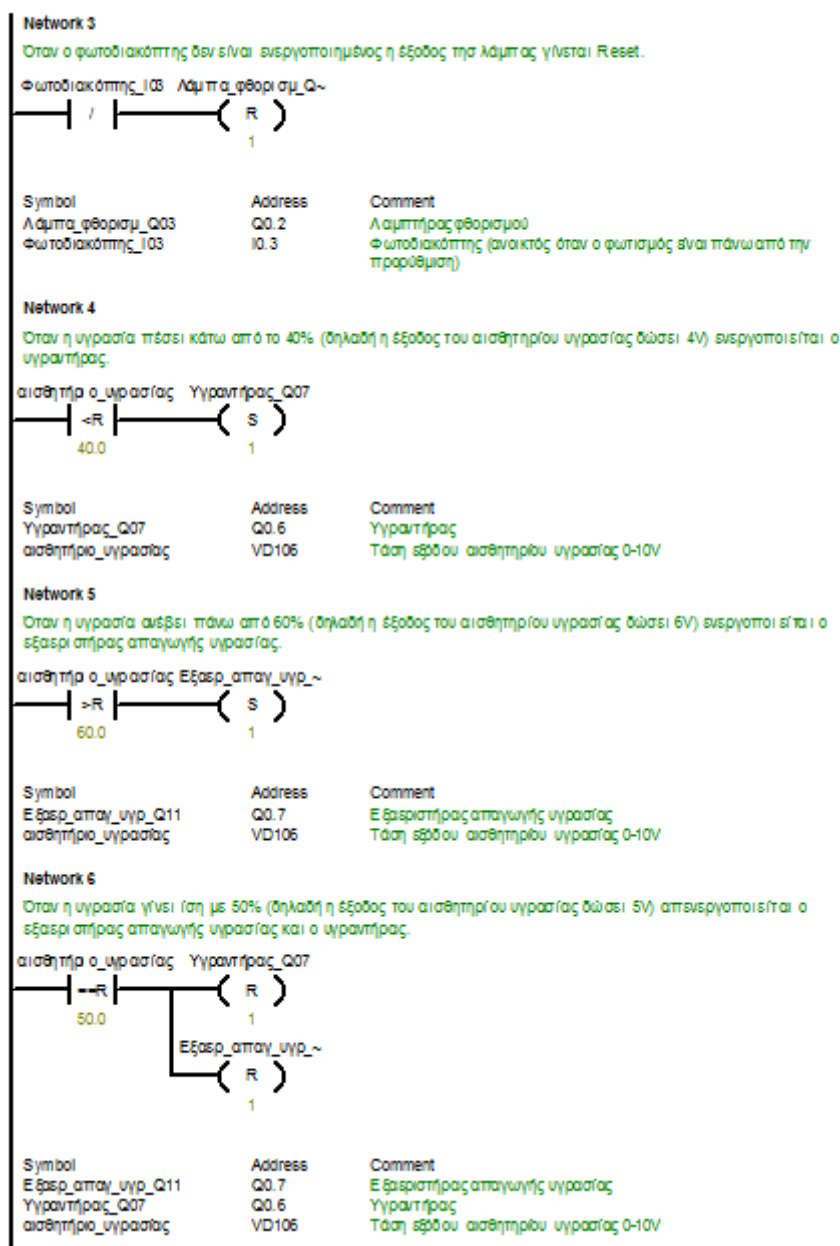 Network 3
Όταν ο φωτοδιακόπτης δεν είναι ενεργοποιημένος η έξοδος τησ λάμπας γίνεται Reset.
Φωτοδιακόπτης_I03 Λάμπα_φθορισμ_Q~
/ R
1
Symbol Address Comment
Λάμπα_φθορισμ_Q03 Q0.2 Λαμπτήρας φθορισμού
Φωτοδιακόπτης_I03 I0.3 Φωτοδιακόπτης (ανοικτός όταν ο φωτισμός είναι πάνω από την
προρύθμιση)
Network 4
Όταν η υγρασία πέσει κάτω από το 40% (δηλαδή η έξοδος του αισθητηρίου υγρασίας δώσει 4V) ενεργοποιείται ο
υγραντήρας.
αισθητήριο_υγρασίας Υγραντήρας_Q07
<R S
40.0 1
Symbol Address Comment
Υγραντήρας_Q07 Q0.6 Υγραντήρας
αισθητήριο_υγρασίας VD106 Τάση εξόδου αισθητηρίου υγρασίας 0-10V
Network 5
Όταν η υγρασία ανέβει πάνω από 60% (δηλαδή η έξοδος του αισθητηρίου υγρασίας δώσει 6V) ενεργοποιείται ο
εξαεριστήρας απαγωγής υγρασίας.
αισθητήριο_υγρασίας Εξαερ_απαγ_υγρ_~
>R S
60.0 1
Symbol Address Comment
Εξαερ_απαγ_υγρ_Q11 Q0.7 Εξαεριστήρας απαγωγής υγρασίας
αισθητήριο_υγρασίας VD106 Τάση εξόδου αισθητηρίου υγρασίας 0-10V
Network 6
Όταν η υγρασία γίνει ίση με 50% (δηλαδή η έξοδος του αισθητηρίου υγρασίας δώσει 5V) απενεργοποιείται ο
εξαεριστήρας απαγωγής υγρασίας και ο υγραντήρας.
αισθητήριο_υγρασίας Υγραντήρας_Q07
==R R
50.0 1
Εξαερ_απαγ_υγρ_~
R
1
Symbol Address Comment
Εξαερ_απαγ_υγρ_Q11 Q0.7 Εξαεριστήρας απαγωγής υγρασίας
Υγραντήρας_Q07 Q0.6 Υγραντήρας
αισθητήριο_υγρασίας VD106 Τάση εξόδου αισθητηρίου υγρασίας 0-10V